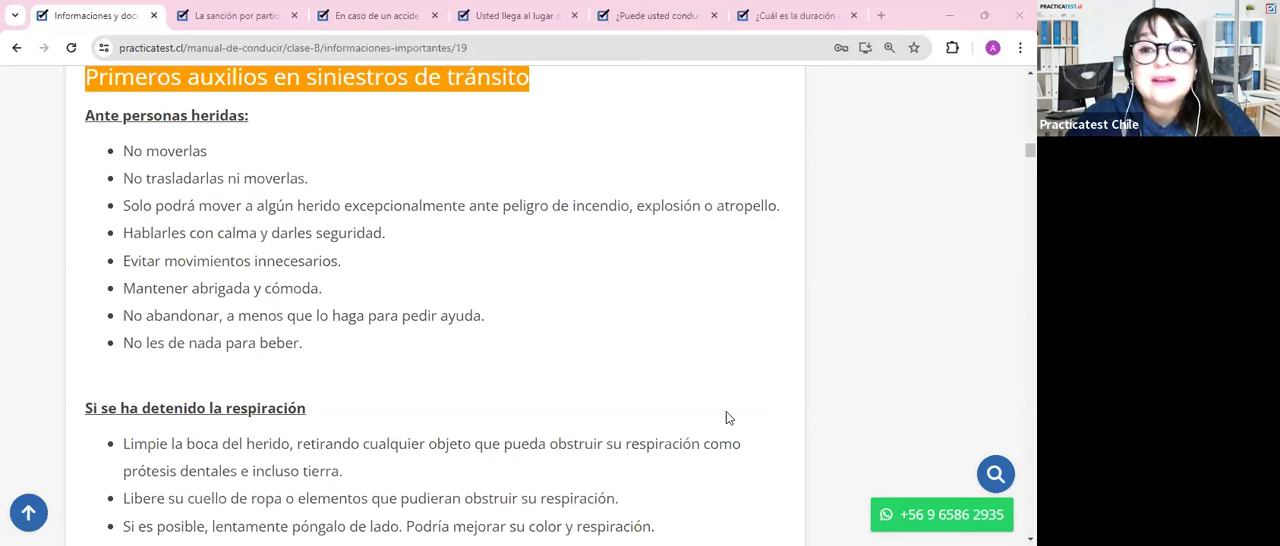 Informaciones y docu
La sanción por partici
En caso de un accide
Usted llega al lugar d
¿Puede usted condu
¿Cuál es la duración
practicatest.cl/manual-de-conducir/clase-B/informaciones-importantes/19
A
PRACTICATEST.cl
Practicatest Chile
Primeros auxilios en siniestros de tránsito
Ante personas heridas:
No moverlas
No trasladarlas ni moverlas.
Solo podrá mover a algún herido excepcionalmente ante peligro de incendio, explosión o atropello.
Hablarles con calma y darles seguridad.
Evitar movimientos innecesarios.
Mantener abrigada y cómoda.
No abandonar, a menos que lo haga para pedir ayuda.
No les de nada para beber.
Si se ha detenido la respiración
Limpie la boca del herido, retirando cualquier objeto que pueda obstruir su respiración como
prótesis dentales e incluso tierra.
Libere su cuello de ropa o elementos que pudieran obstruir su respiración.
Si es posible, lentamente póngalo de lado. Podría mejorar su color y respiración.
+56 9 6586 2935